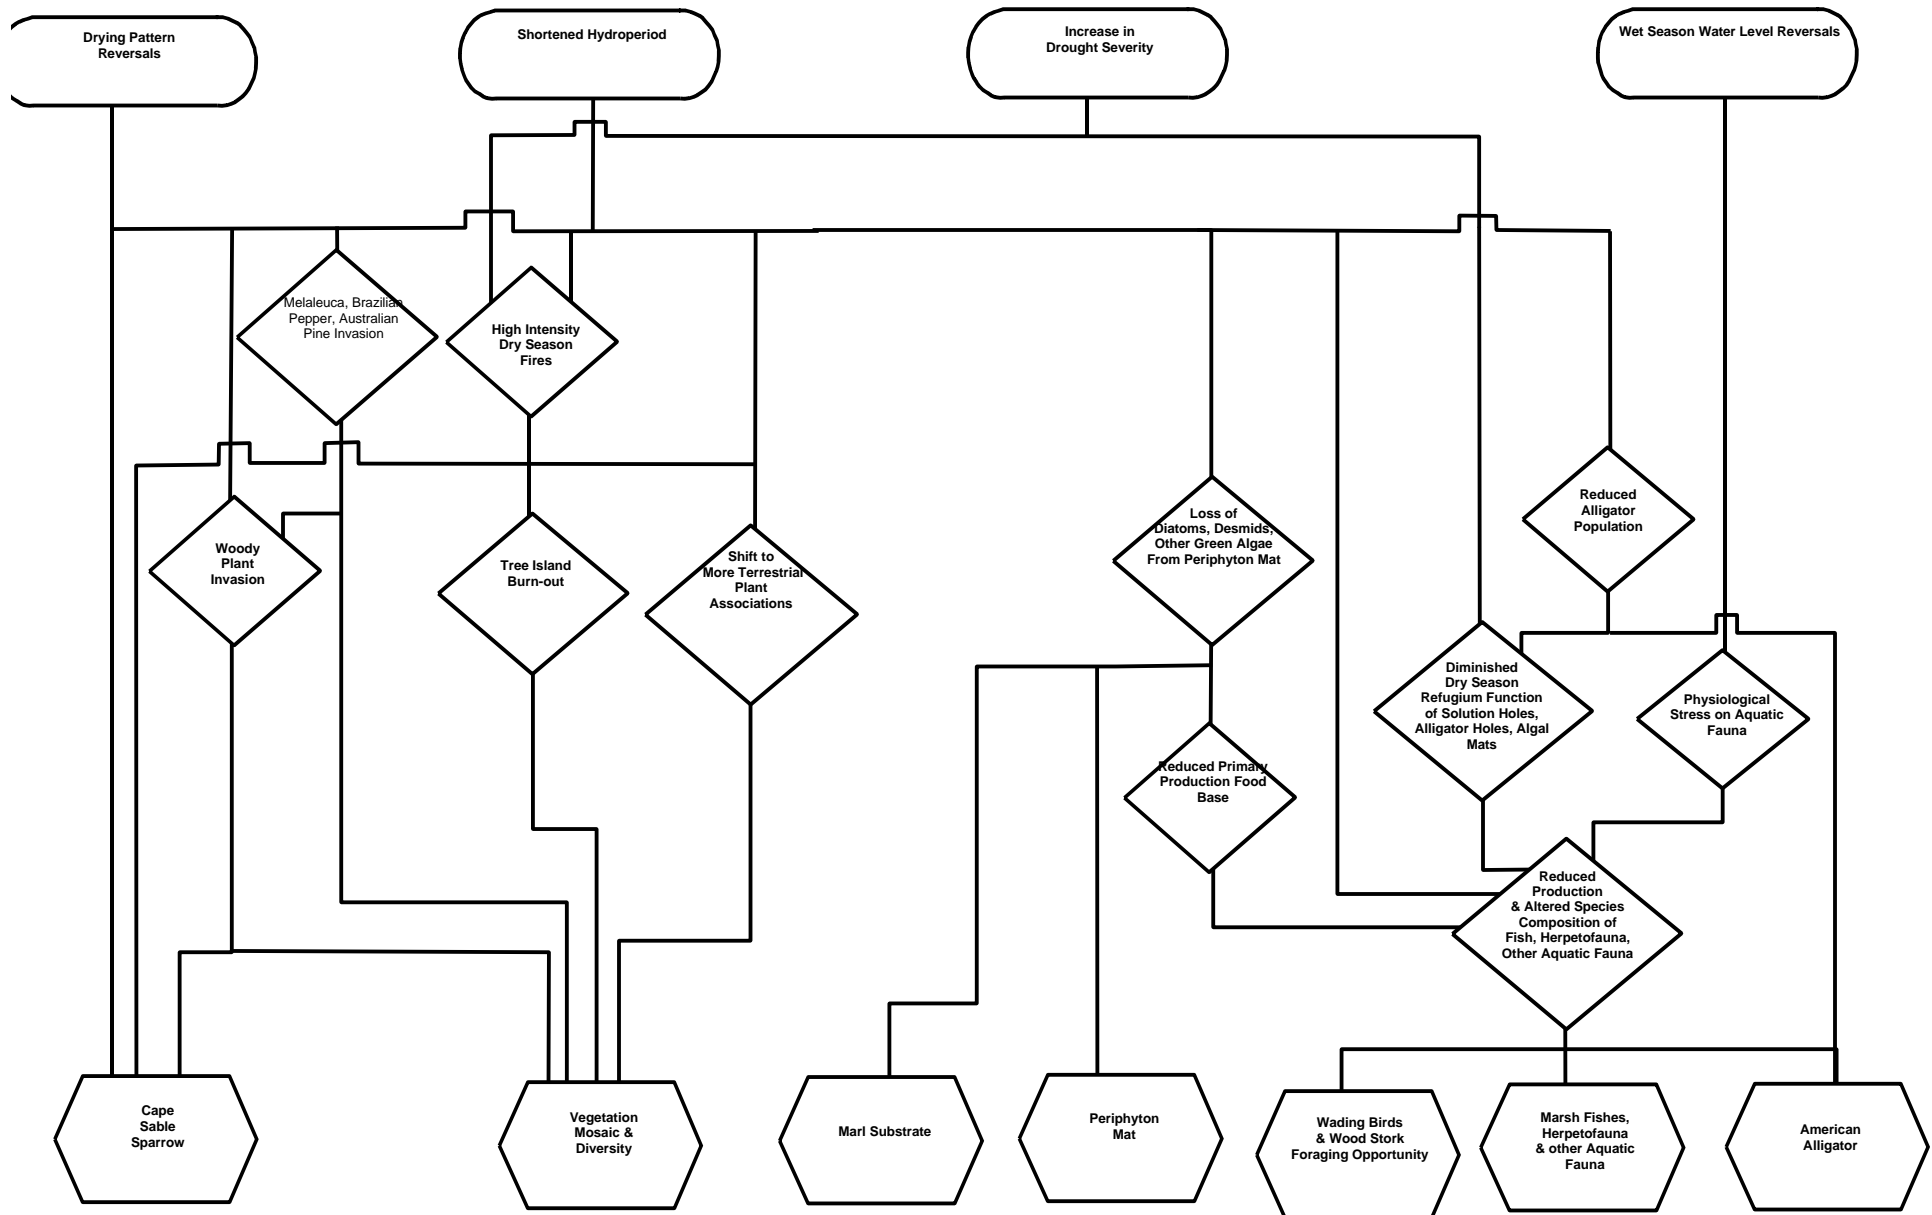 Drying Pattern
Reversals
Shortened Hydroperiod
Increase in
Drought Severity
Wet Season Water Level Reversals
Melaleuca, Brazilian
Pepper, Australian
Pine Invasion
High Intensity
Dry Season
Fires
Reduced
Alligator
Population
Woody
Plant
Invasion
Tree Island
Burn-out
Shift to
More Terrestrial
Plant
Associations
Loss of
Diatoms, Desmids,
Other Green Algae
From Periphyton Mat
Diminished
Dry Season
Refugium Function
of Solution Holes,
Alligator Holes, Algal
Mats
Physiological
Stress on Aquatic
Fauna
Reduced Primary
Production Food
Base
Reduced
Production
& Altered Species
Composition of
Fish, Herpetofauna,
Other Aquatic Fauna
Cape
Sable
Sparrow
Vegetation
Mosaic &
Diversity
Marl Substrate
Periphyton
Mat
Wading Birds
& Wood Stork
Foraging Opportunity
Marsh Fishes,
Herpetofauna
& other Aquatic
Fauna
American
Alligator